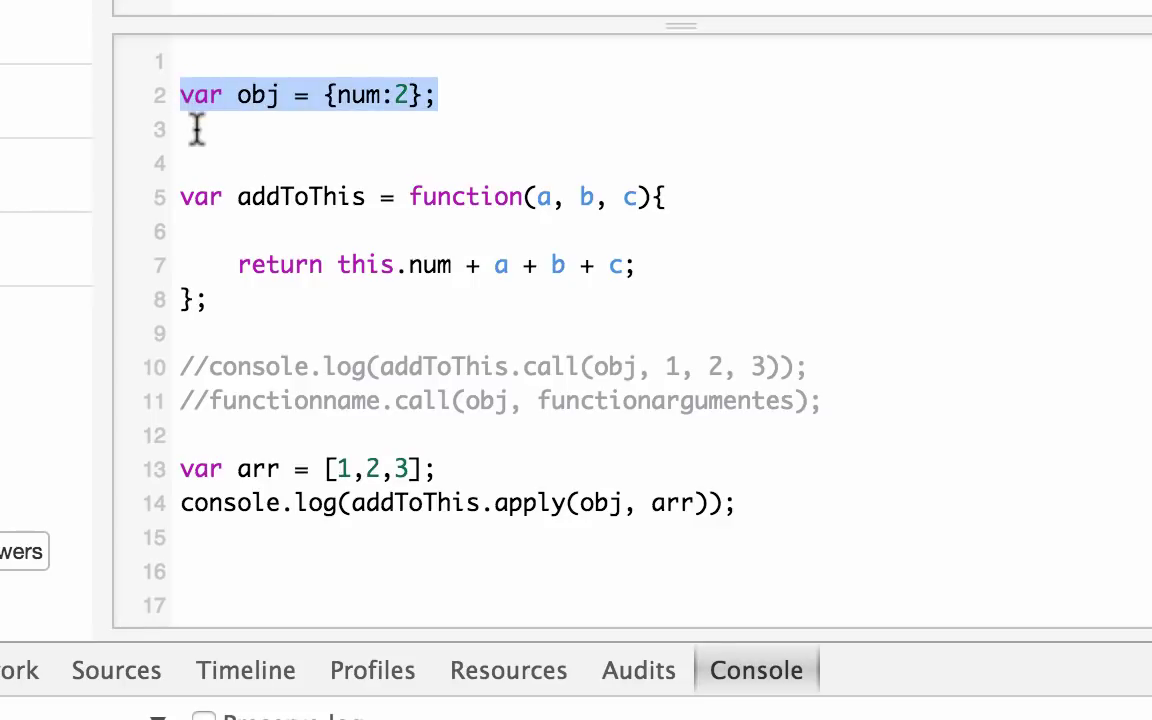 1
2 var obj = {num:2};
3
4
5 var addToThis = function(a, b, c){
6
7 return this.num + a + b + c;
8 };
9
10 //console.log(addToThis.call(obj, 1, 2, 3));
11 //functionname.call(obj, functionargumentes);
12
13 var arr = [1,2,3];
14 console.log(addToThis.apply(obj, arr));
15
wers
16
17
ork Sources Timeline Profiles Resources Audits Console
Preserve log